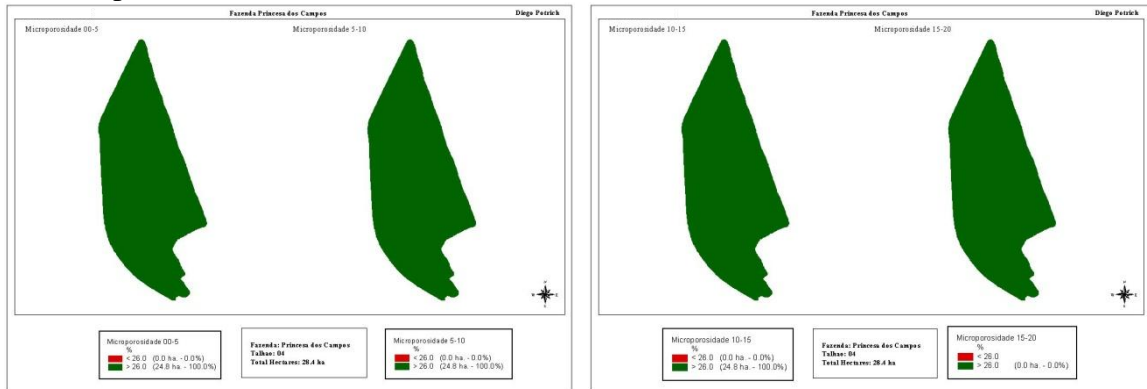 Fazenda Princesa dos Campos
Diego Potrich
Microporosidade 00-5
Microporosidade 5-10
N
W E
S
Microporosidade 00-5
%
< 26.0 (0.0 ha. - 0.0%)
> 26.0 (24.8 ha - 100.0%)
Fazenda: Princesa dos Campos
Talhao: 04
Total Hectares: 28.4 ha
Microporosidade 5-10
%
< 26.0 (0.0 ha. - 0.0%)
> 26.0 (24.8 ha - 100.0%)
Fazenda Princesa dos Campos
Diego Potrich
Microporosidade 10-15
Microporosidade 15-20
N
W E
S
Microporosidade 10-15
%
< 26.0 (0.0 ha. - 0.0%)
> 26.0 (24.8 ha - 100.0%)
Fazenda: Princesa dos Campos
Talhao: 04
Total Hectares: 28.4 ha
Microporosidade 15-20
%
< 26.0
> 26.0 (0.0 ha. - 0.0%)